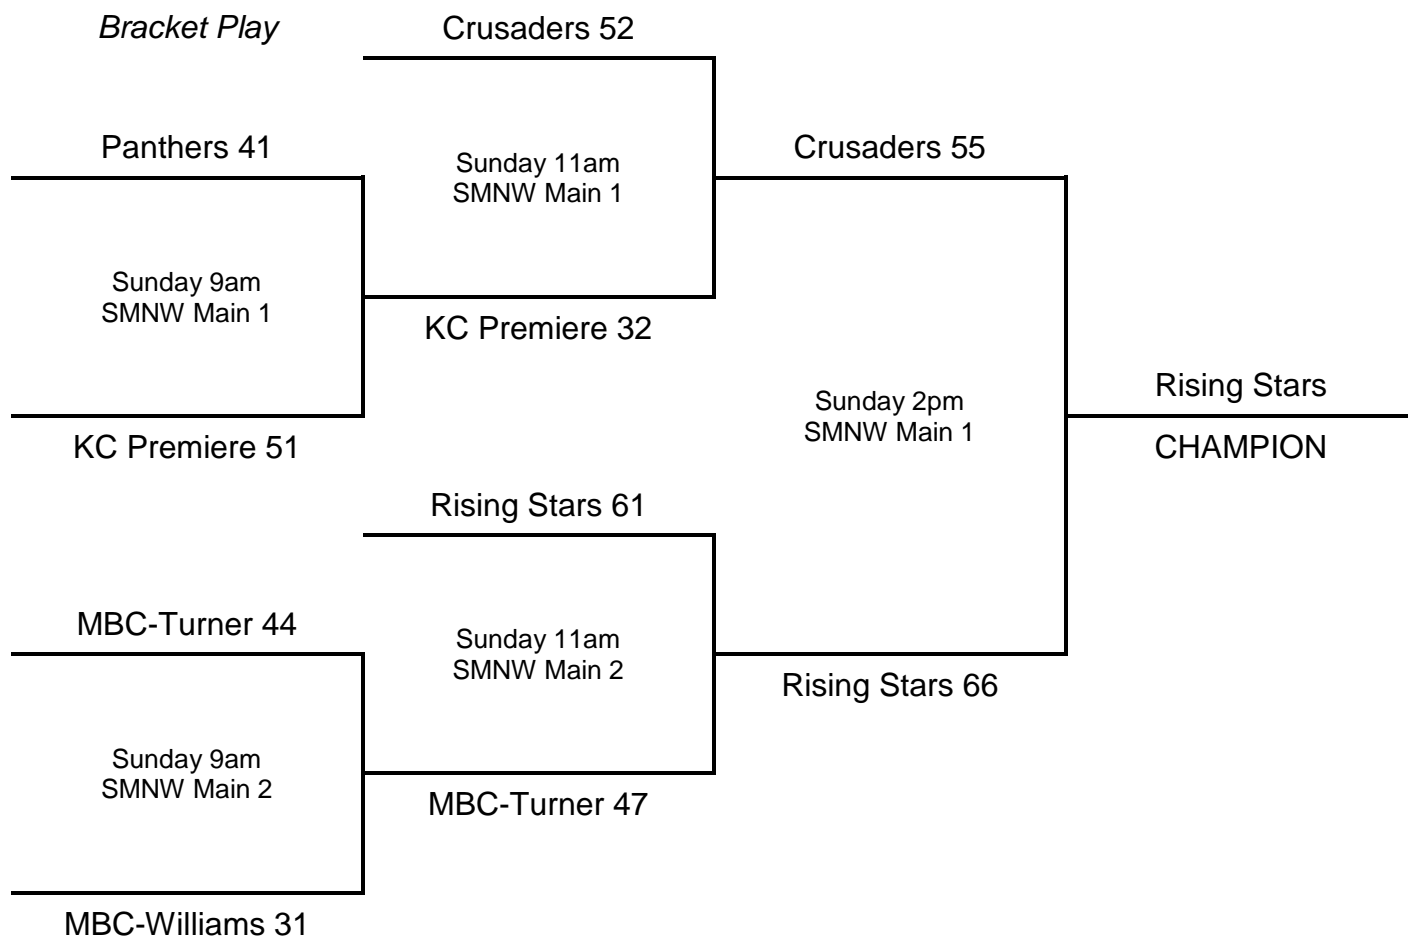 Bracket Play
Crusaders 52
Panthers 41
Sunday 11am
SMNW Main 1
Crusaders 55
Sunday 9am
SMNW Main 1
KC Premiere 32
KC Premiere 51
Sunday 2pm
SMNW Main 1
Rising Stars
CHAMPION
Rising Stars 61
MBC-Turner 44
Sunday 11am
SMNW Main 2
Rising Stars 66
Sunday 9am
SMNW Main 2
MBC-Turner 47
MBC-Williams 31